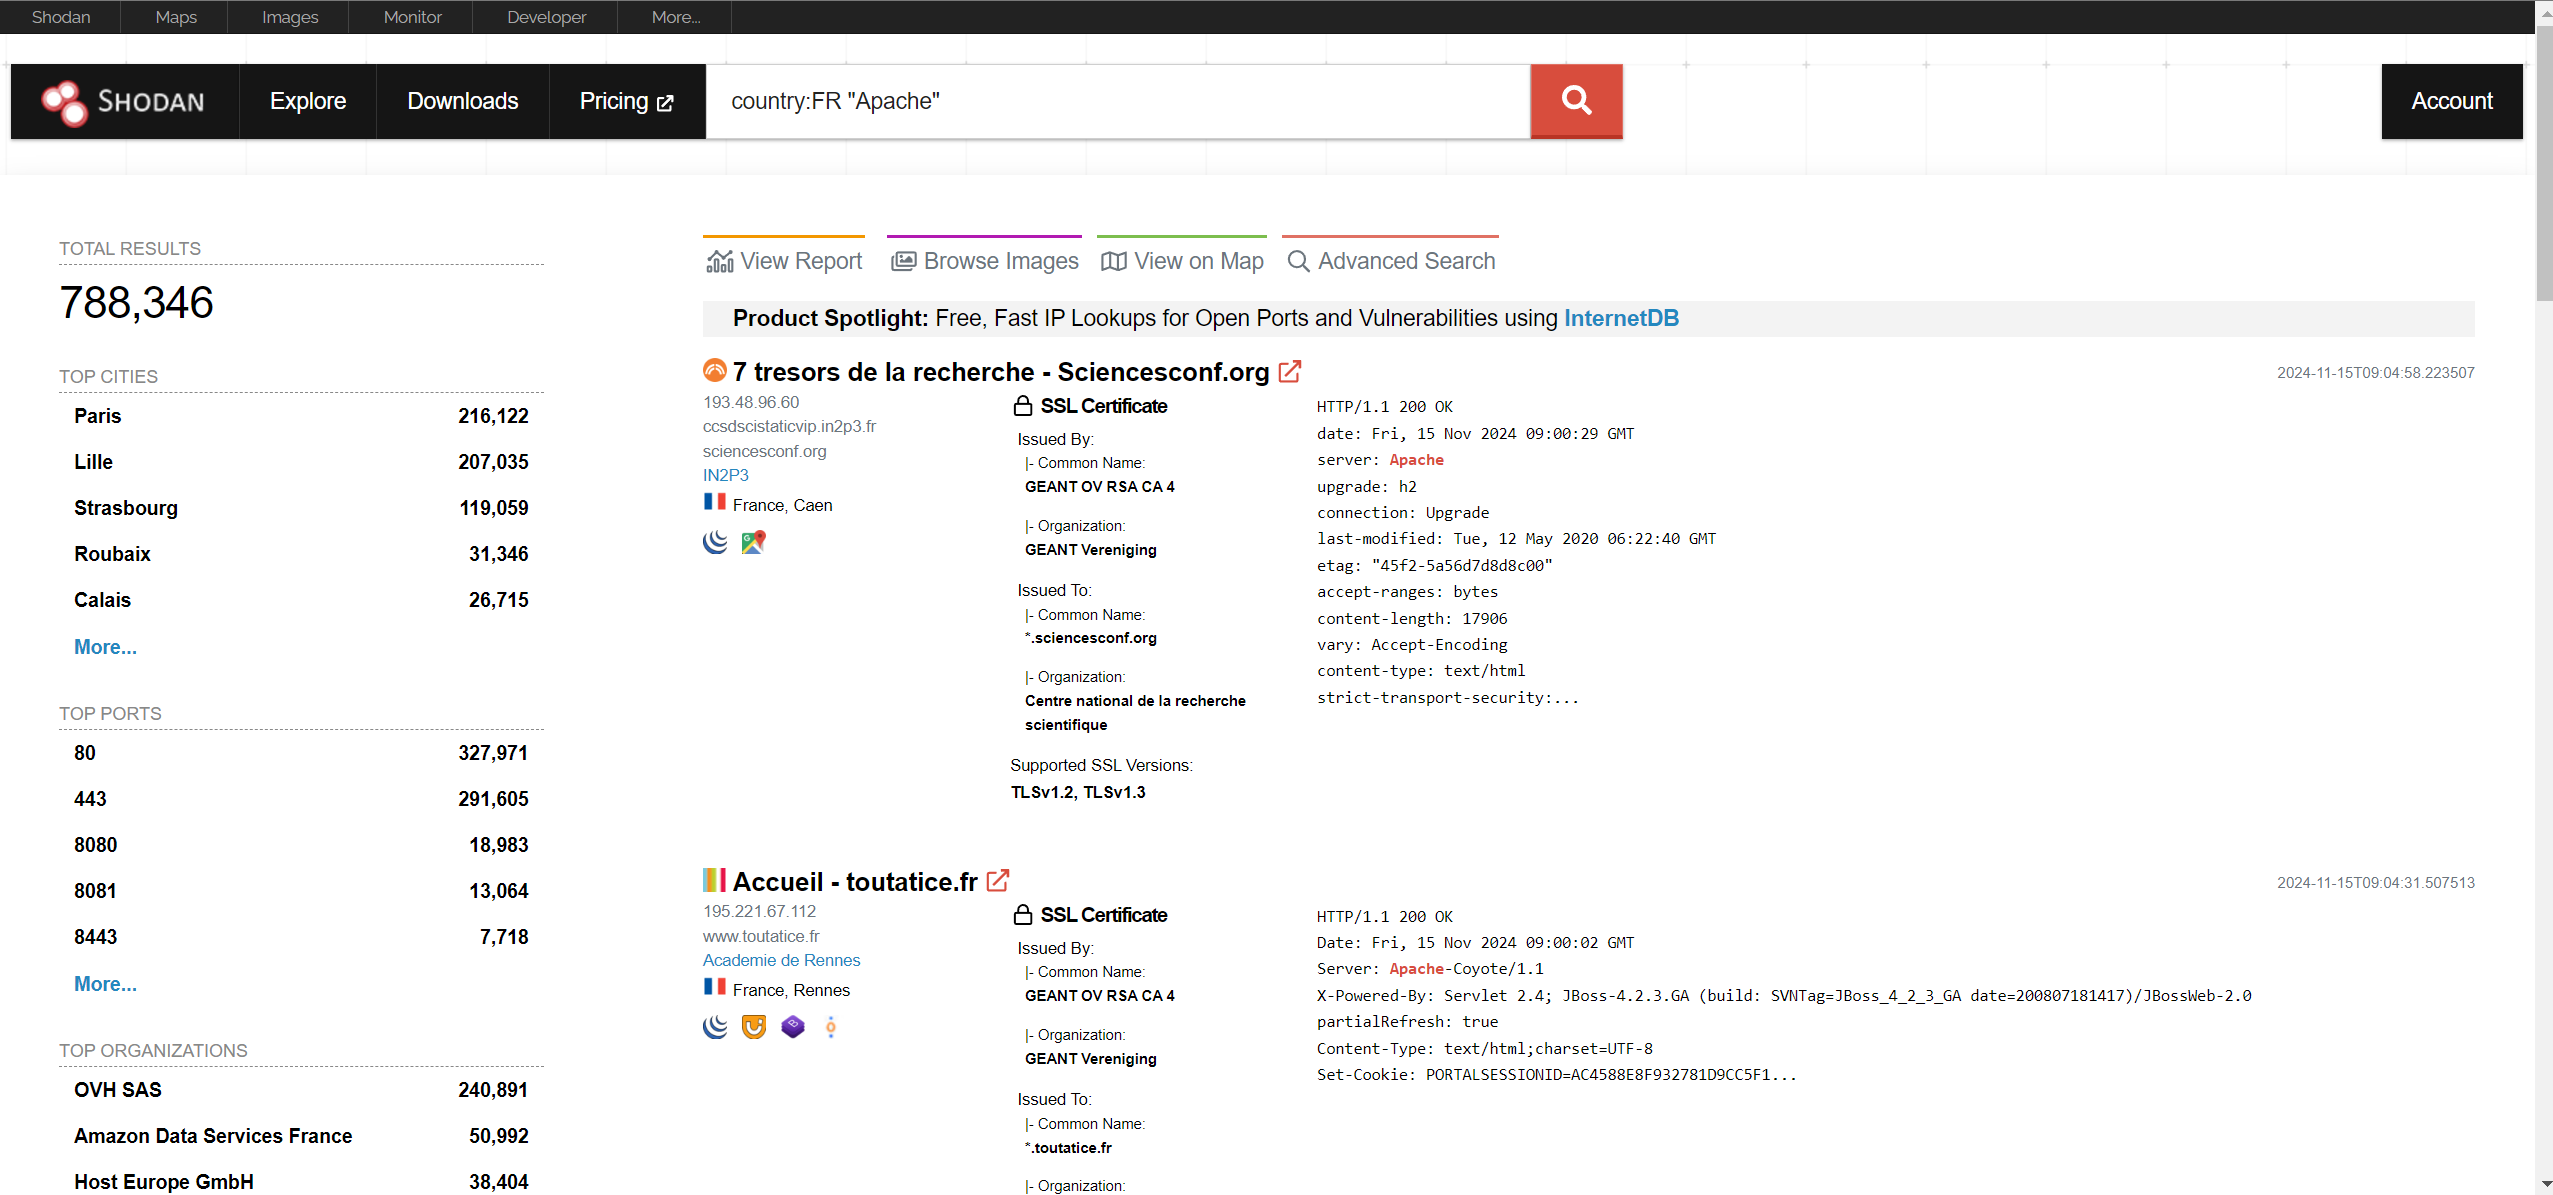 Shodan
Maps
Images
Monitor
Developer
More...
SHODAN
Explore
Downloads
Pricing
country:FR "Apache"
Account
TOTAL RESULTS
788,346
TOP CITIES
Paris 216,122
Lille 207,035
Strasbourg 119,059
Roubaix 31,346
Calais 26,715
More...
TOP PORTS
80 327,971
443 291,605
8080 18,983
8081 13,064
8443 7,718
More...
TOP ORGANIZATIONS
OVH SAS 240,891
Amazon Data Services France 50,992
Host Europe GmbH 38,404
View Report
Browse Images
View on Map
Advanced Search
Product Spotlight: Free, Fast IP Lookups for Open Ports and Vulnerabilities using InternetDB
7 tresors de la recherche - Sciencesconf.org
2024-11-15T09:04:58.223507
193.48.96.60
ccsdscistaticvip.in2p3.fr
sciencesconf.org
IN2P3
France, Caen
SSL Certificate
Issued By:
|- Common Name:
GEANT OV RSA CA 4
|- Organization:
GEANT Vereniging
Issued To:
|- Common Name:
*.sciencesconf.org
|- Organization:
Centre national de la recherche
scientifique
Supported SSL Versions:
TLSv1.2, TLSv1.3
HTTP/1.1 200 OK
date: Fri, 15 Nov 2024 09:00:29 GMT
server: Apache
upgrade: h2
connection: Upgrade
last-modified: Tue, 12 May 2020 06:22:40 GMT
etag: "45f2-5a56d7d8d8c00"
accept-ranges: bytes
content-length: 17906
vary: Accept-Encoding
content-type: text/html
strict-transport-security:...
Accueil - toutatice.fr
2024-11-15T09:04:31.507513
195.221.67.112
www.toutatice.fr
Academie de Rennes
France, Rennes
SSL Certificate
Issued By:
|- Common Name:
GEANT OV RSA CA 4
|- Organization:
GEANT Vereniging
Issued To:
|- Common Name:
*.toutatice.fr
|- Organization:
HTTP/1.1 200 OK
Date: Fri, 15 Nov 2024 09:00:02 GMT
Server: Apache-Coyote/1.1
X-Powered-By: Servlet 2.4; JBoss-4.2.3.GA (build: SVNTag=JBoss_4_2_3_GA date=200807181417)/JBossWeb-2.0
partialRefresh: true
Content-Type: text/html;charset=UTF-8
Set-Cookie: PORTALSESSIONID=AC4588E8F932781D9CC5F1...